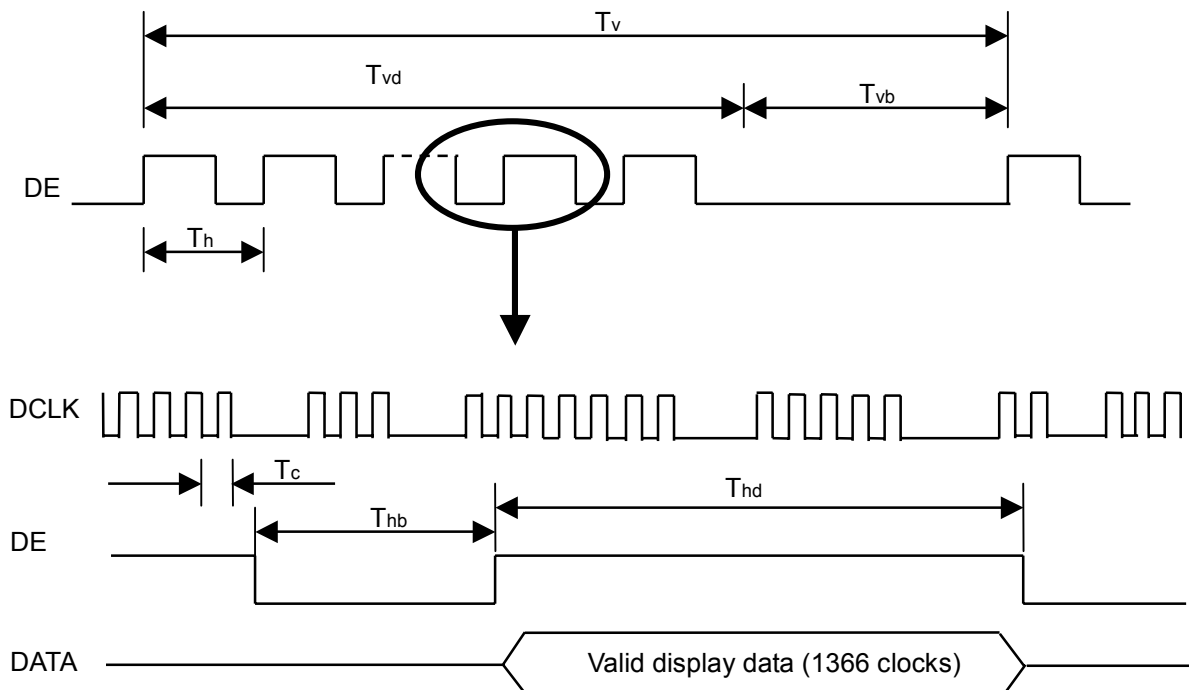 Tv
Tvd
Tvb
DE
Th
DCLK
Tc
Thd
Thb
DE
DATA
Valid display data (1366 clocks)